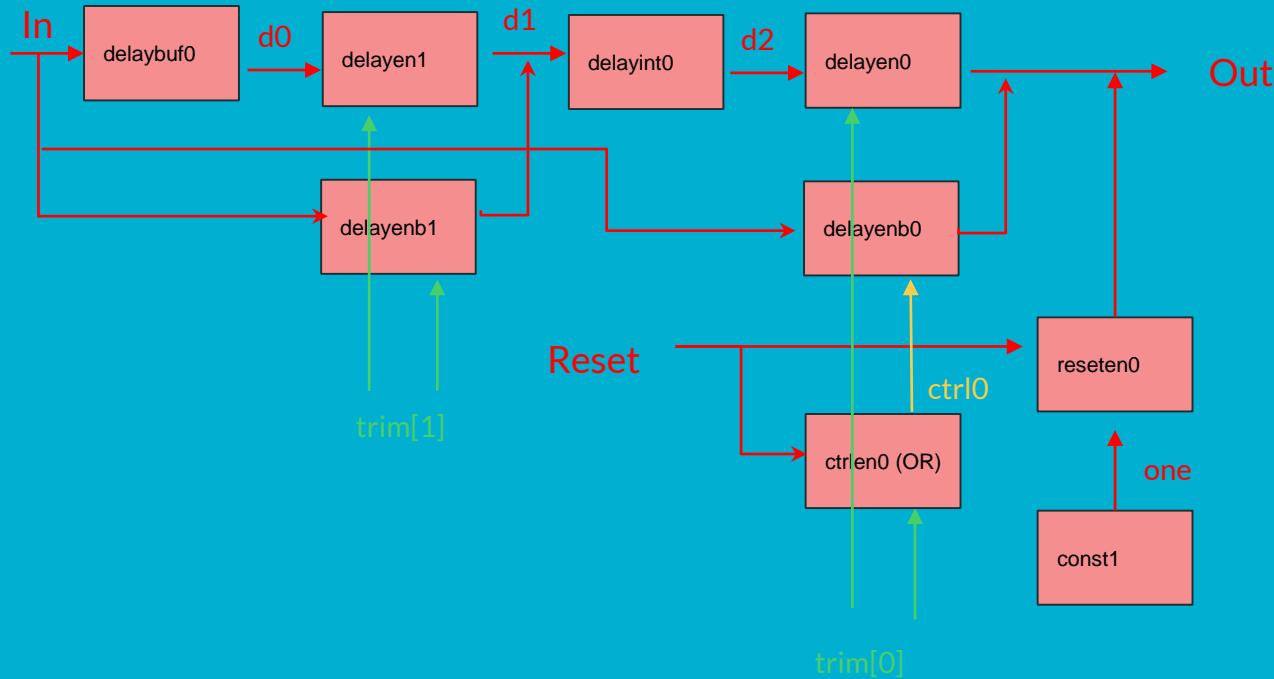 In
d0
d1
d2
Out
delaybuf0
delayen1
delayint0
delayen0
delayenb1
delayenb0
Reset
reseten0
ctrl0
trim[1]
ctrlen0 (OR)
one
const1
trim[0]